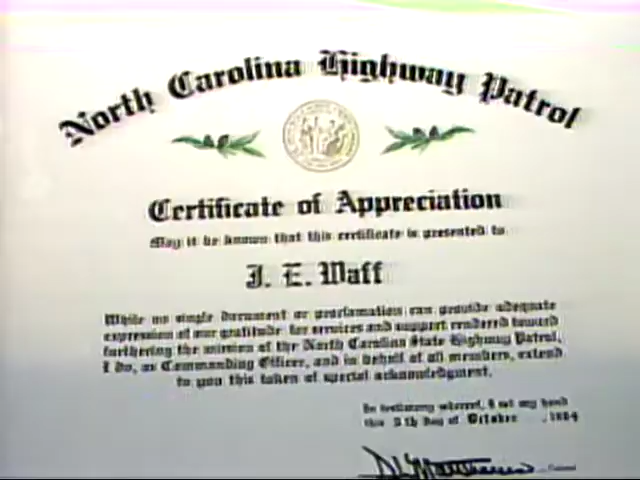 North Carolina Highway Patrol
Certificate of Appreciation
May it be known that this certificate is presented to
J. E. Waff
While no single document or proclamation can provide adequate
expression of our gratitude for services and support rendered toward
furthering the mission of the North Carolina State Highway Patrol,
I do, as Commanding Officer, and in behalf of all members, extend
to you this token of special acknowledgment.
In testimony whereof, I set my hand
this day of October, 1984
Colonel